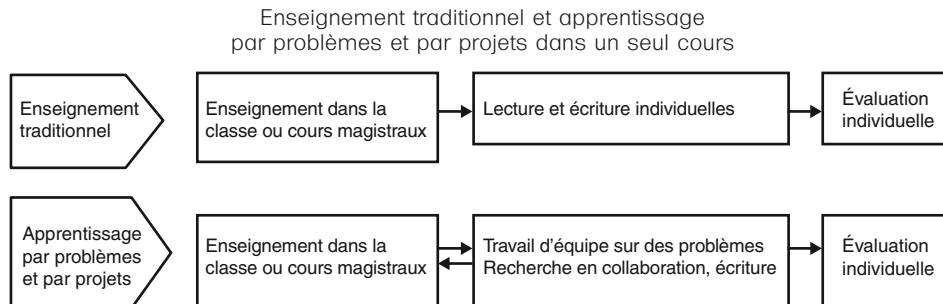 Enseignement traditionnel et apprentissage
par problèmes et par projets dans un seul cours
Enseignement
traditionnel
Enseignement dans la
classe ou cours magistraux
Lecture et écriture individuelles
Évaluation
individuelle
Apprentissage
par problèmes
et par projets
Enseignement dans la
classe ou cours magistraux
Travail d'équipe sur des problèmes
Recherche en collaboration, écriture
Évaluation
individuelle